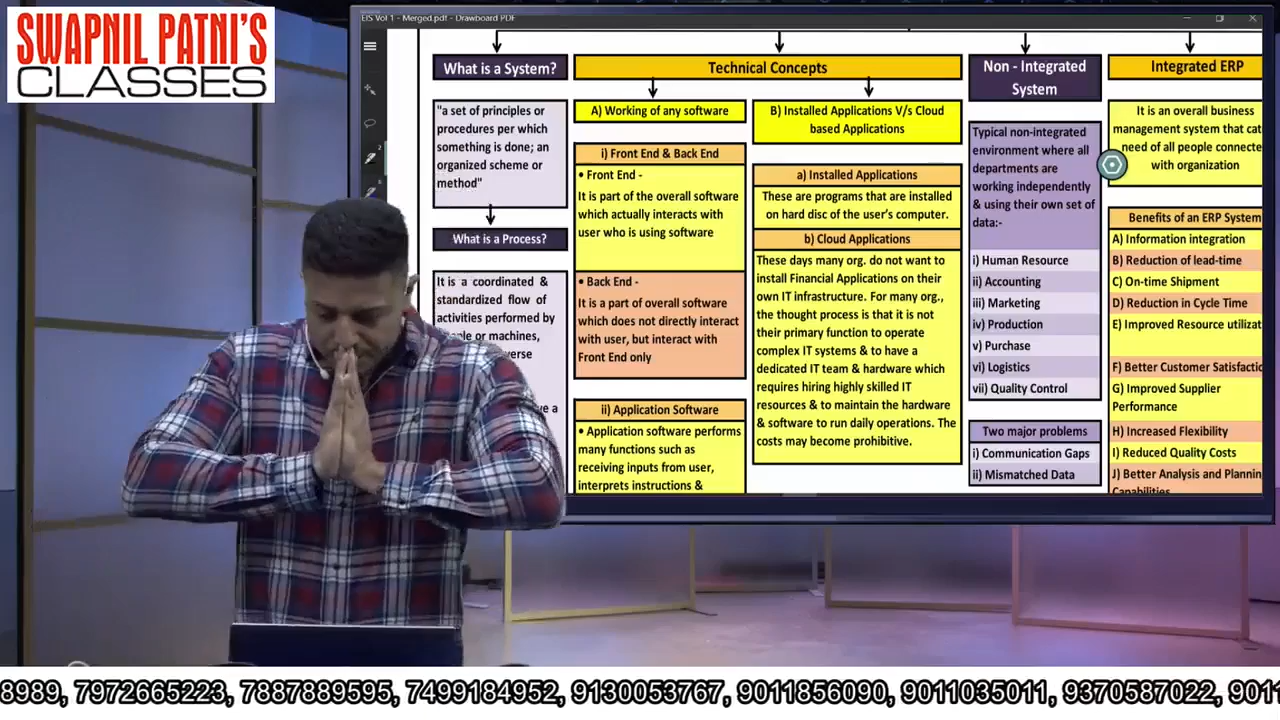 SWAPNIL PATNI'S
CLASSES
EIS Vol 1 - Merged.pdf - Drawboard PDF
What is a System?
"a set of principles or
procedures per which
something is done; an
organized scheme or
method"
What is a Process?
It is a coordinated &
standardized flow of
activities performed by
or machines,
Technical Concepts
A) Working of any software
i) Front End & Back End
• Front End -
It is part of the overall software
which actually interacts with
user who is using software
• Back End -
It is a part of overall software
which does not directly interact
with user, but interact with
Front End only
ii) Application Software
• Application software performs
many functions such as
receiving inputs from user,
interprets instructions &
B) Installed Applications V/s Cloud
based Applications
a) Installed Applications
These are programs that are installed
on hard disc of the user's computer.
b) Cloud Applications
These days many org. do not want to
install Financial Applications on their
own IT infrastructure. For many org.,
the thought process is that it is not
their primary function to operate
complex IT systems & to have a
dedicated IT team & hardware which
requires hiring highly skilled IT
resources & to maintain the hardware
& software to run daily operations. The
costs may become prohibitive.
Non - Integrated
System
Typical non-integrated
environment where all
departments are
working independently
& using their own set of
data:-
i) Human Resource
ii) Accounting
iii) Marketing
iv) Production
v) Purchase
vi) Logistics
vii) Quality Control
Two major problems
i) Communication Gaps
ii) Mismatched Data
Integrated ERP
It is an overall business
management system that cat
need of all people connecte
with organization
Benefits of an ERP System
A) Information integration
B) Reduction of lead-time
C) On-time Shipment
D) Reduction in Cycle Time
E) Improved Resource utilizat
F) Better Customer Satisfactio
G) Improved Supplier
Performance
H) Increased Flexibility
I) Reduced Quality Costs
J) Better Analysis and Plannin
Capabilities
8989, 7972665223, 7887889595, 7499184952, 9130053767, 9011856090, 9011035011, 9370587022, 9011